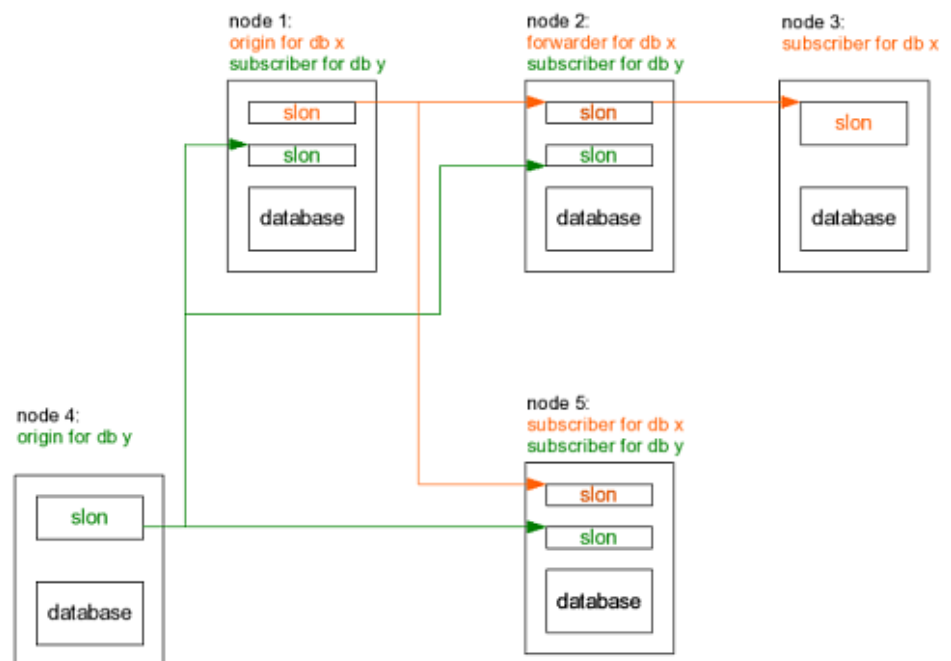 node 1:
origin for db x
subscriber for db y
slon
slon
database
node 2:
forwarder for db x
subscriber for db y
slon
slon
database
node 3:
subscriber for db x
slon
database
node 4:
origin for db y
slon
database
node 5:
subscriber for db x
subscriber for db y
slon
slon
database